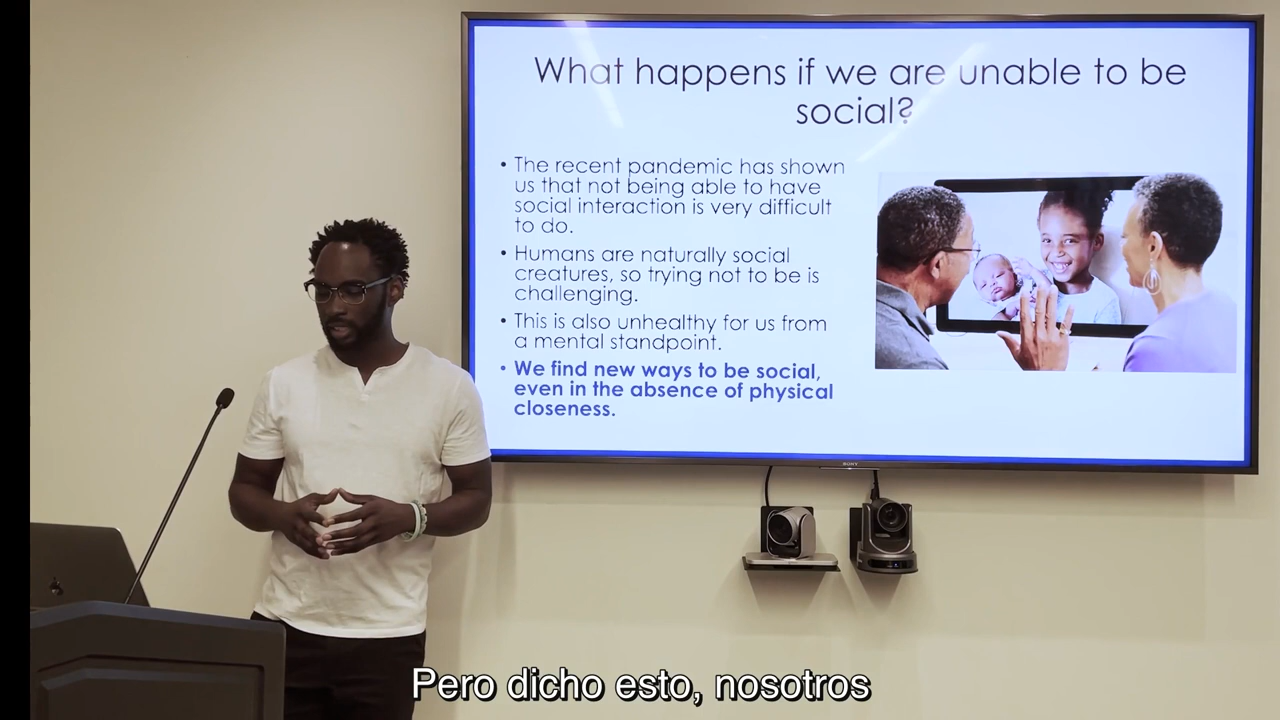 What happens if we are unable to be
social?
• The recent pandemic has shown
us that not being able to have
social interaction is very difficult
to do.
• Humans are naturally social
creatures, so trying not to be is
challenging.
• This is also unhealthy for us from
a mental standpoint.
• We find new ways to be social,
even in the absence of physical
closeness.
SONY
Pero dicho esto, nosotros